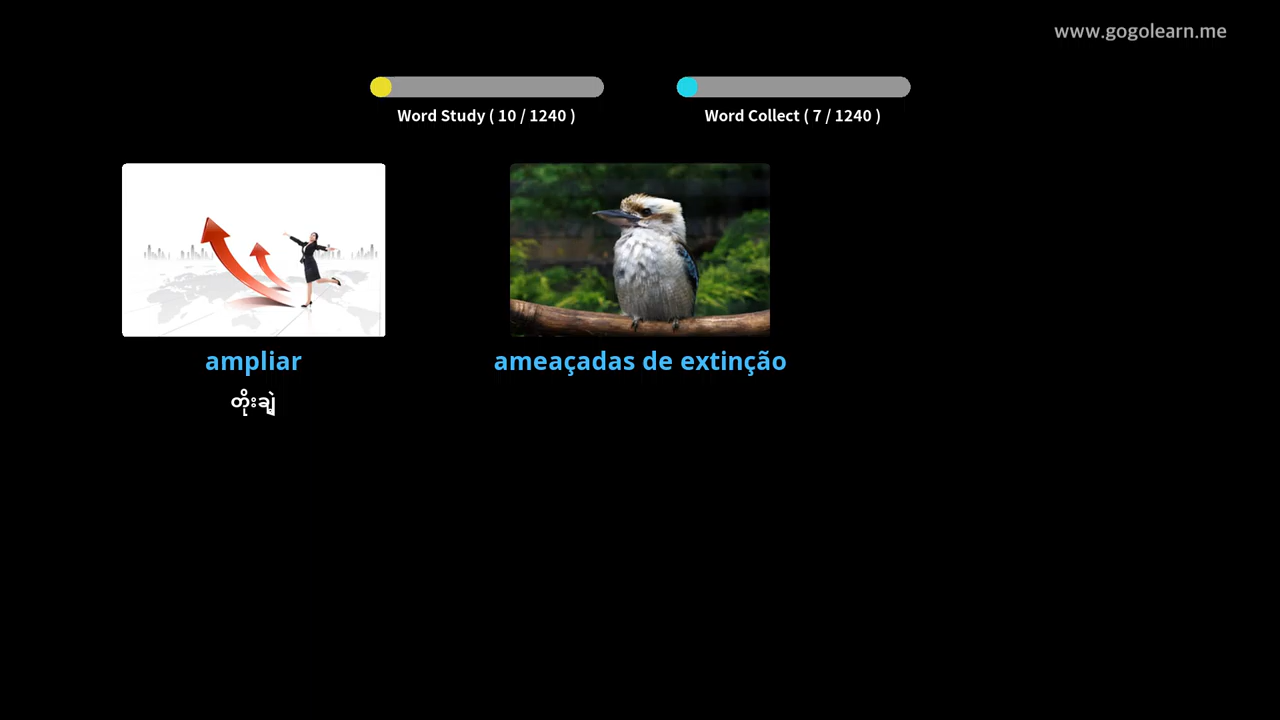 www.gogolearn.me
Word Study ( 10 / 1240 )
Word Collect ( 7 / 1240 )
ampliar
ameaçadas de extinção
တိုးချဲ့